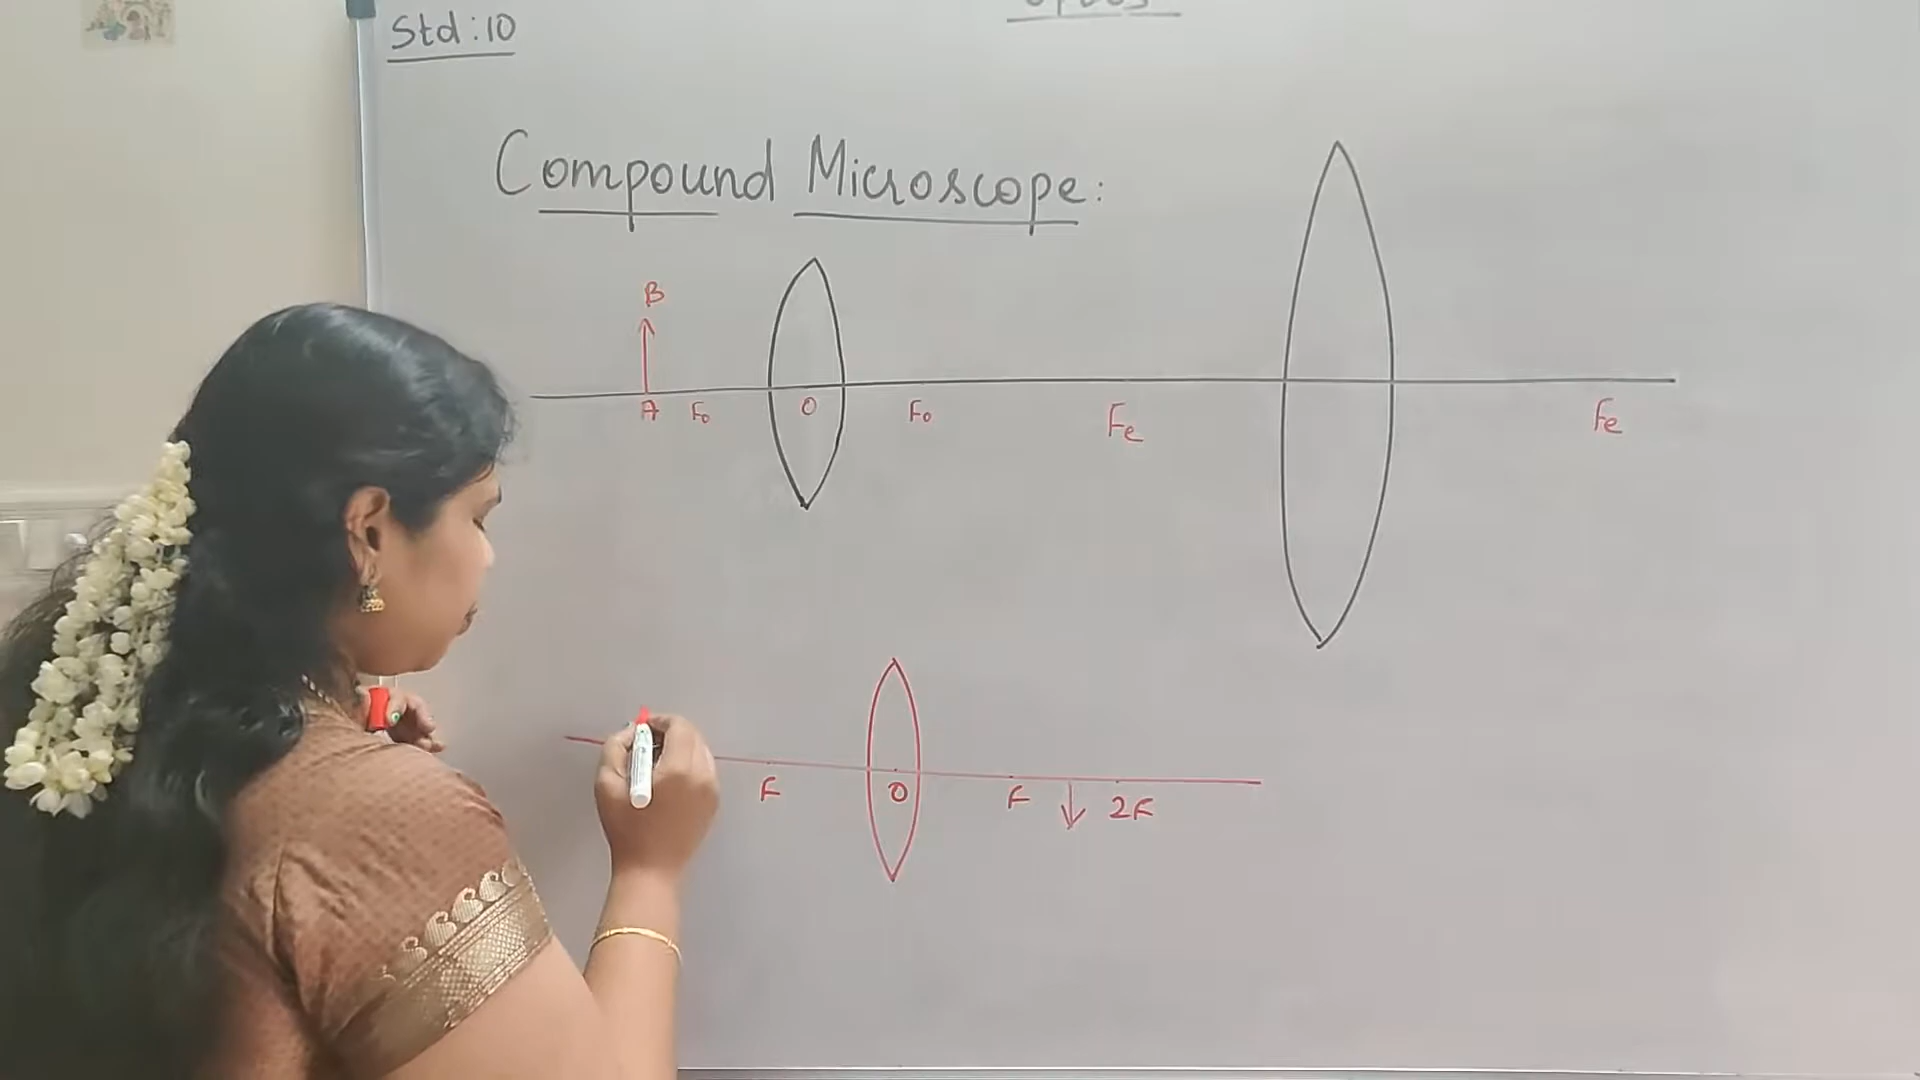 Std:10
Compound Microscope:
B
A Fo O Fo Fe Fe
F O F 2F